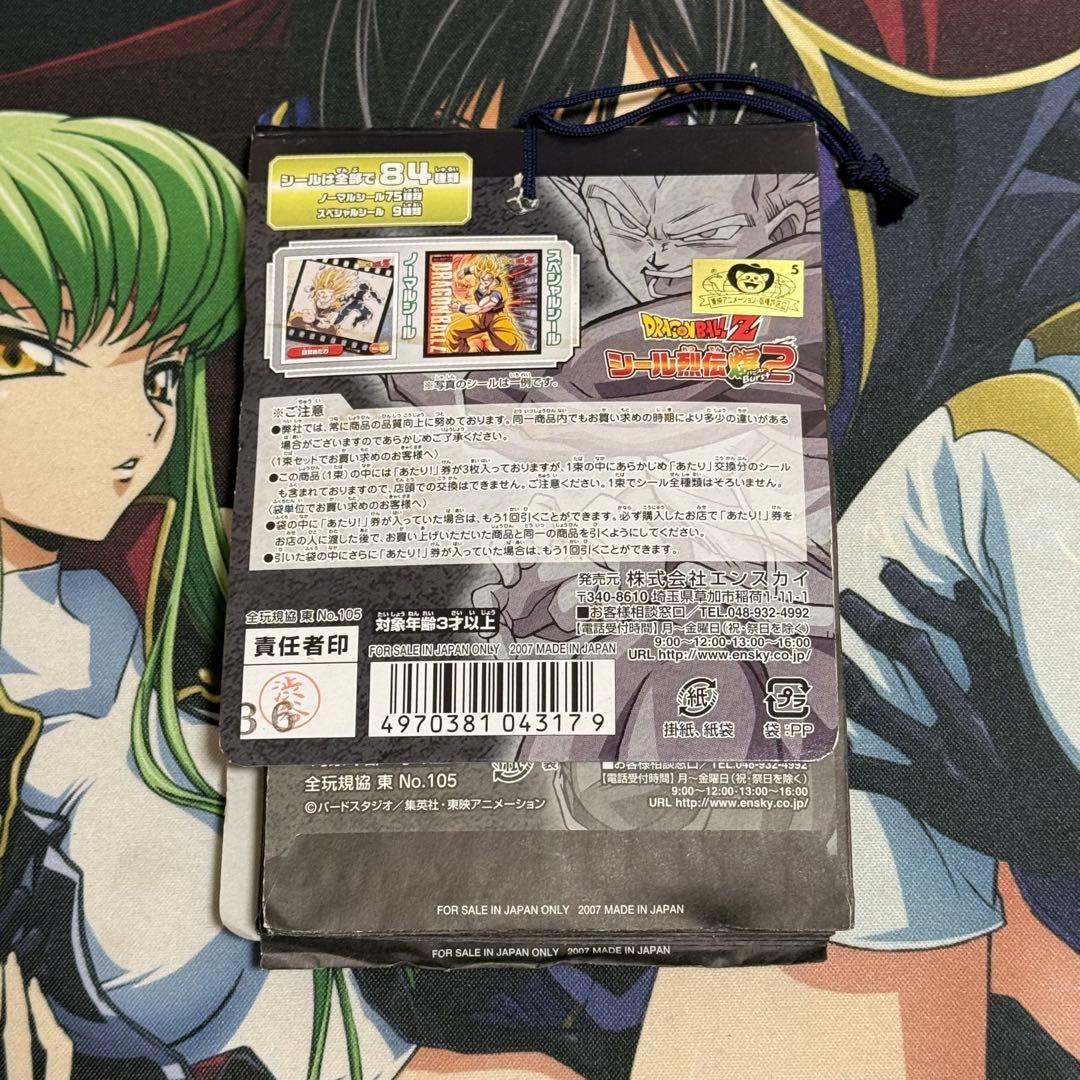 シールは全部で84種類
ノーマルシール75種類
スペシャルシール 9種類
ノーマルシール
DRAGONBALL Z
スペシャルシール
※写真のシールは一例です。
5
東映アニメーション
DRAGONBALL Z
シール烈伝爆2
Burst
※ご注意
●弊社では、常に商品の品質向上に努めております。同一商品内でもお買い求めの時期により多少の違いがある
場合がございますのであらかじめご了承ください。
〈1束セットでお買い求めのお客様へ〉
●この商品(1束)の中には「あたり!」券が3枚入っておりますが、1束の中にあらかじめ「あたり」交換分のシール
も含まれておりますので、店頭での交換はできません。ご注意ください。1束でシール全種類はそろいません。
〈袋単位でお買い求めのお客様へ〉
●袋の中に「あたり!」券が入っていた場合は、もう1回引くことができます。必ず購入したお店で「あたり!」券を
お店の人に渡した後で、お買い上げいただいた商品と同一の商品を引くようにしてください。
●引いた袋の中にさらに「あたり!」券が入っていた場合は、もう1回引くことができます。
発売元 株式会社エンスカイ
〒340-8610 埼玉県草加市稲荷1-11-1
■お客様相談窓口/TEL.048-932-4992
【電話受付時間】月~金曜日(祝・祭日を除く)
9:00~12:00・13:00~16:00
URL http://www.ensky.co.jp/
全玩規協 東 No.105
責任者印
渋谷
36
対象年齢3才以上
FOR SALE IN JAPAN ONLY 2007 MADE IN JAPAN
4970381 043179
紙
掛紙、紙袋
プラ
袋:PP
■お客様相談窓口/TEL.048-932-4992
【電話受付時間】月~金曜日(祝・祭日を除く)
9:00~12:00・13:00~16:00
URL http://www.ensky.co.jp/
全玩規協 東 No.105
©バードスタジオ/集英社・東映アニメーション
FOR SALE IN JAPAN ONLY 2007 MADE IN JAPAN
FOR SALE IN JAPAN ONLY 2007 MADE IN JAPAN